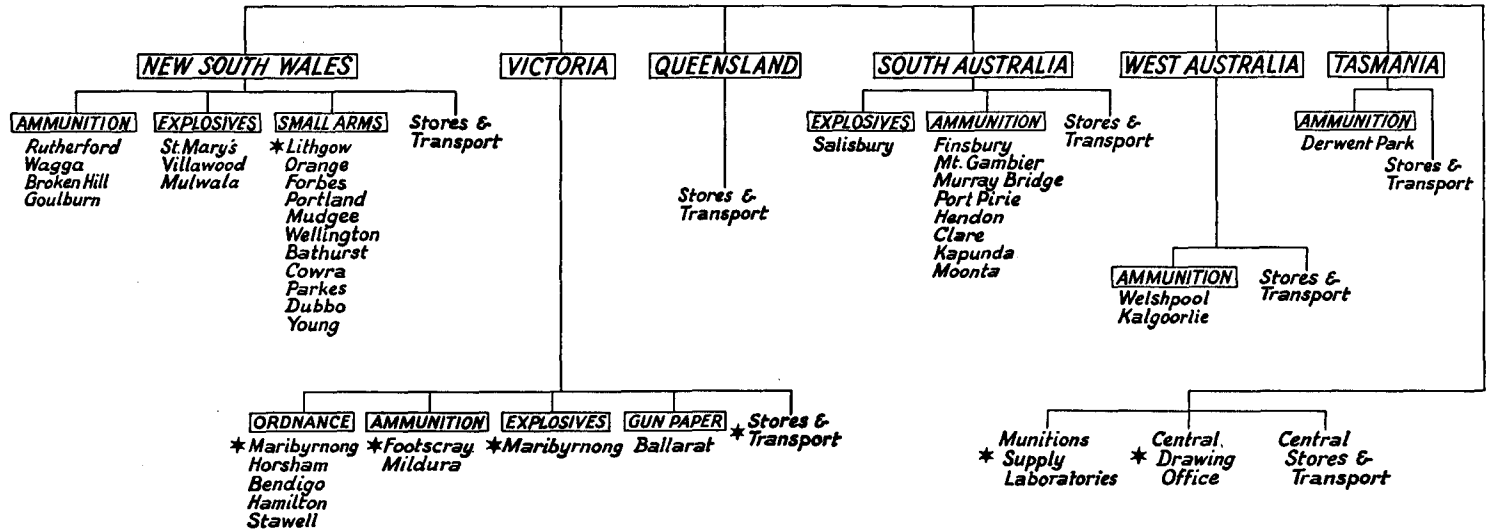 NEW SOUTH WALES
VICTORIA
QUEENSLAND
SOUTH AUSTRALIA
WEST AUSTRALIA
TASMANIA
AMMUNITION
Rutherford
Wagga
Broken Hill
Goulburn
EXPLOSIVES
St. Mary's
Villawood
Mulwala
SMALL ARMS
★Lithgow
Orange
Forbes
Portland
Mudgee
Wellington
Bathurst
Cowra
Parkes
Dubbo
Young
Stores &
Transport
Stores &
Transport
EXPLOSIVES
Salisbury
AMMUNITION
Finsbury
Mt. Gambier
Murray Bridge
Port Pirie
Hendon
Clare
Kapunda
Moonta
Stores &
Transport
AMMUNITION
Welshpool
Kalgoorlie
Stores &
Transport
AMMUNITION
Derwent Park
Stores &
Transport
ORDNANCE
★Maribyrnong
Horsham
Bendigo
Hamilton
Stawell
AMMUNITION
★Footscray
Mildura
EXPLOSIVES
★Maribyrnong
GUN PAPER
Ballarat
★Stores &
Transport
Munitions
★ Supply
Laboratories
Central
★ Drawing
Office
Central
Stores &
Transport